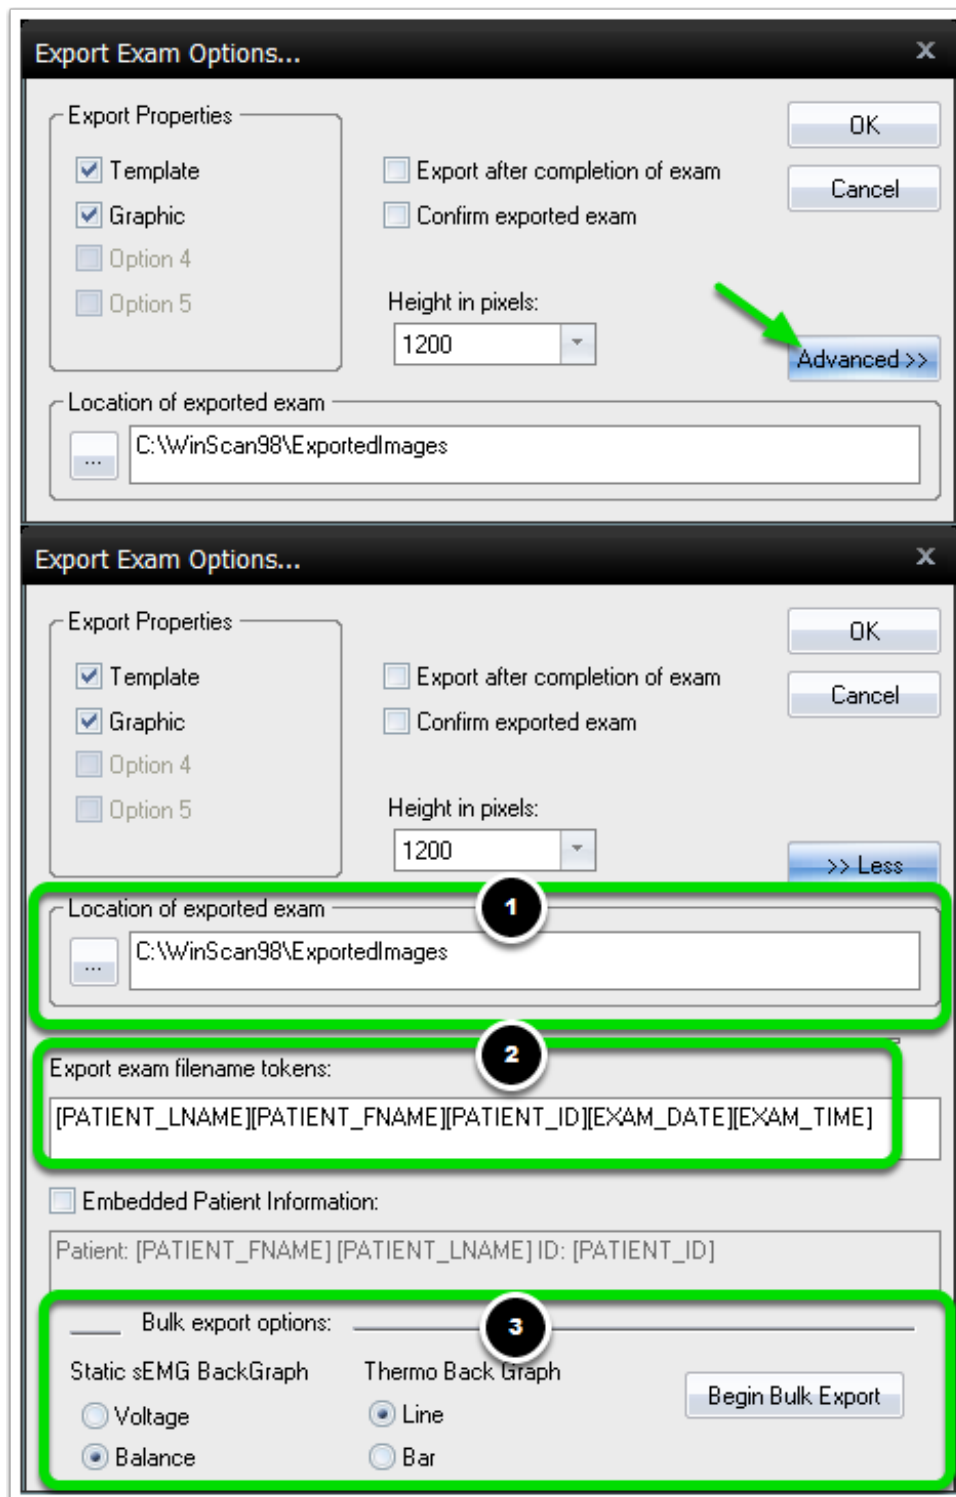 Export Exam Options... x
Export Properties
OK
Template
Export after completion of exam
Cancel
Graphic
Confirm exported exam
Option 4
Option 5
Height in pixels:
1200
Advanced >>
Location of exported exam
...
C:\WinScan98\ExportedImages
Export Exam Options... x
Export Properties
OK
Template
Export after completion of exam
Cancel
Graphic
Confirm exported exam
Option 4
Option 5
Height in pixels:
1200
>> Less
1
Location of exported exam
...
C:\WinScan98\ExportedImages
2
Export exam filename tokens:
[PATIENT_LNAME][PATIENT_FNAME][PATIENT_ID][EXAM_DATE][EXAM_TIME]
Embedded Patient Information:
Patient: [PATIENT_FNAME] [PATIENT_LNAME] ID: [PATIENT_ID]
Bulk export options:
3
Static sEMG BackGraph
Thermo Back Graph
Voltage
Line
Begin Bulk Export
Balance
Bar